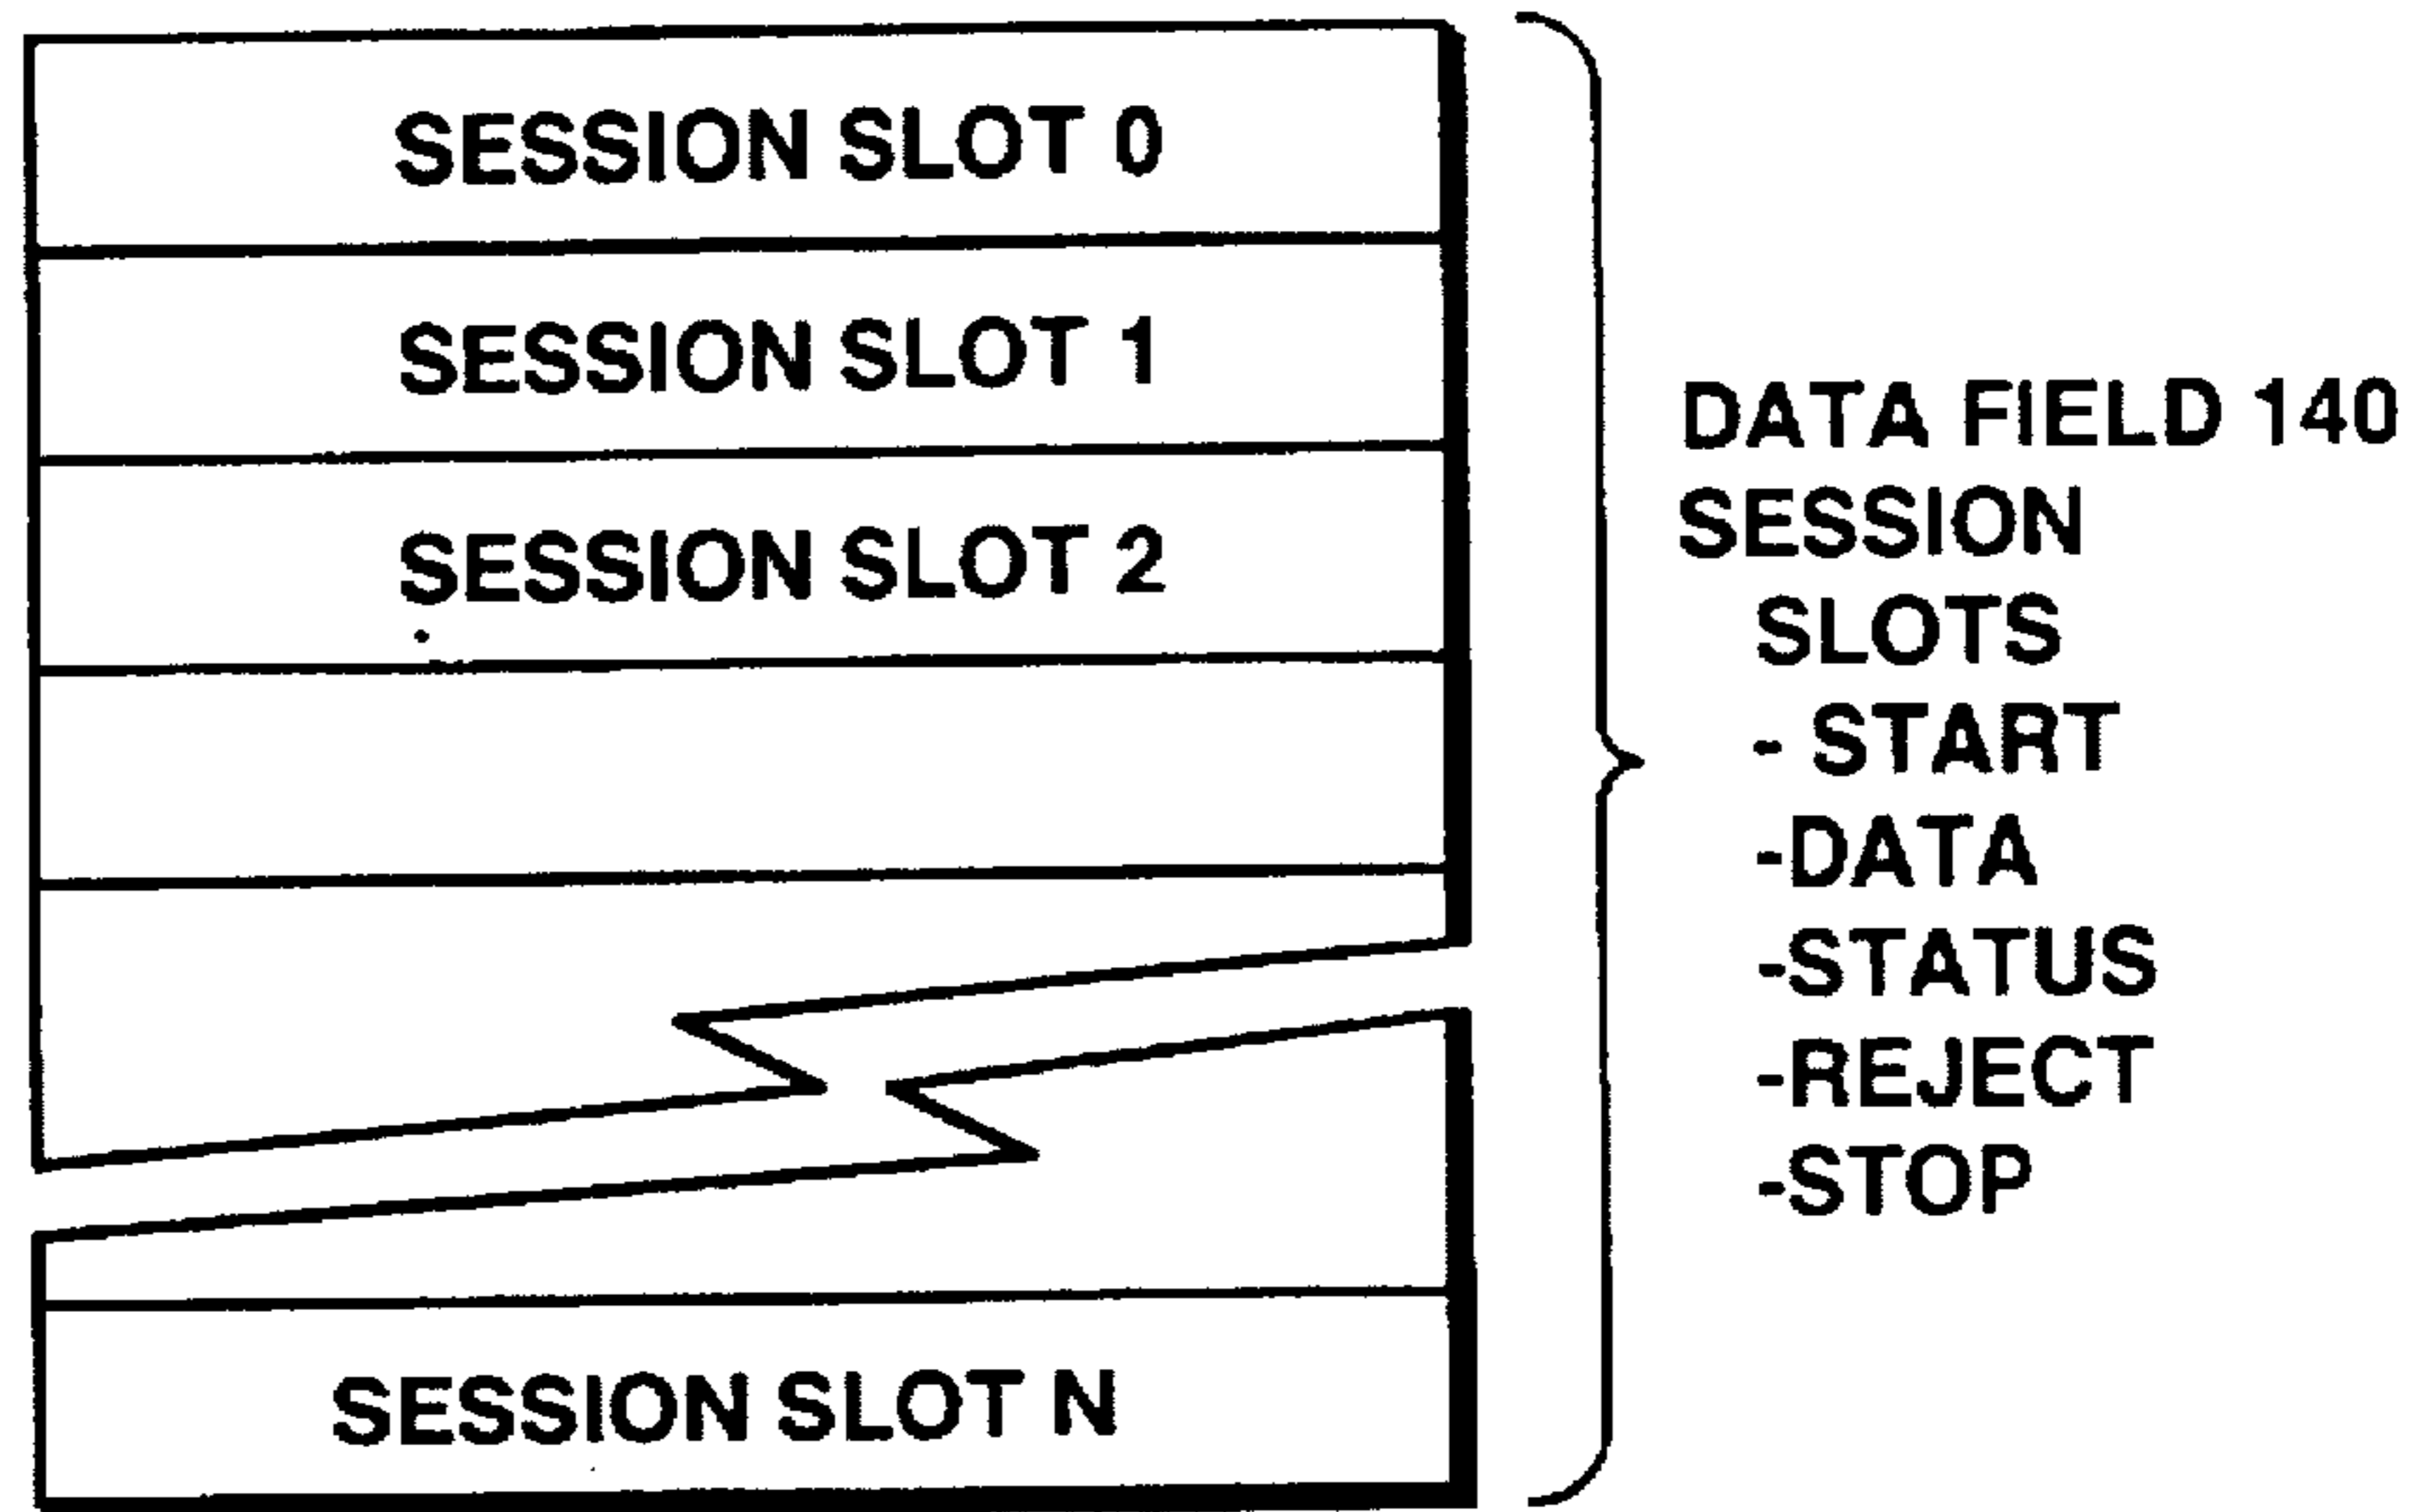 SESSION SLOT 0
SESSION SLOT 1
SESSION SLOT 2
SESSION SLOT N
DATA FIELD 140
SESSION
SLOTS
- START
-DATA
-STATUS
-REJECT
-STOP